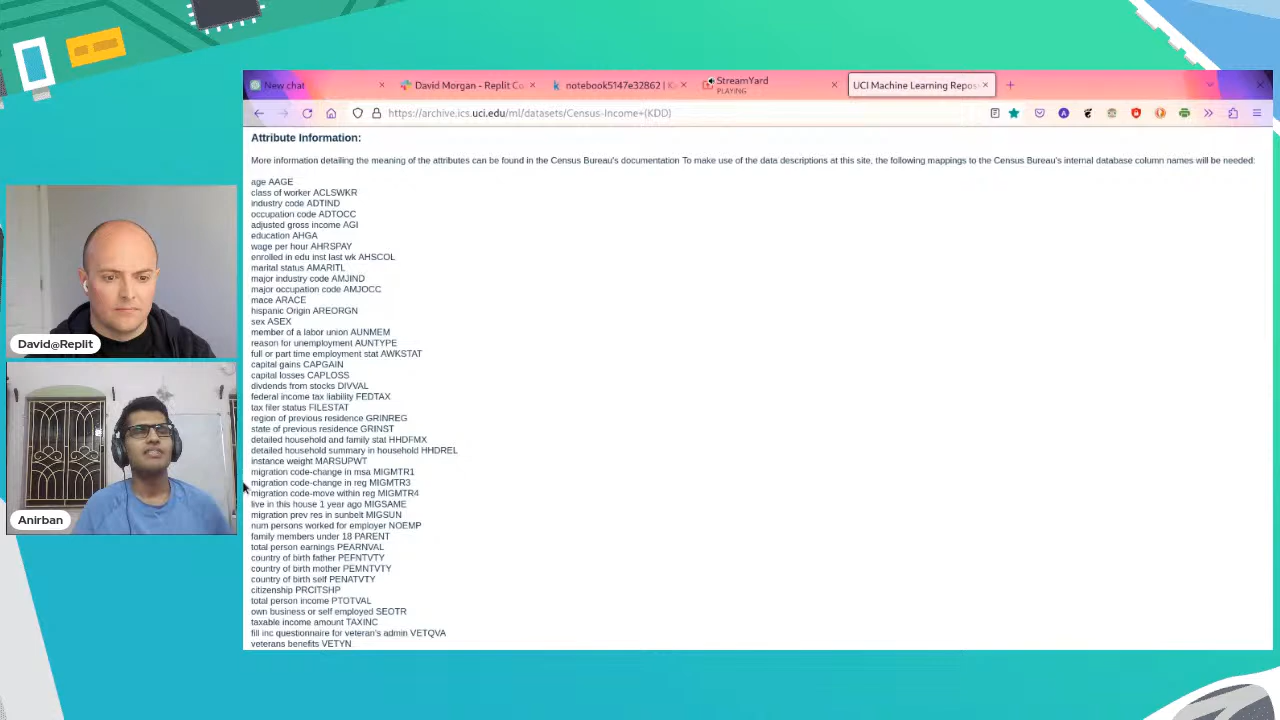 New chat
David Morgan - Replit Co
notebook5147e32862 | K
StreamYard
PLAYING
UCI Machine Learning Repos
https://archive.ics.uci.edu/ml/datasets/Census-Income+(KDD)
Attribute Information:
More information detailing the meaning of the attributes can be found in the Census Bureau's documentation To make use of the data descriptions at this site, the following mappings to the Census Bureau's internal database column names will be needed:
age AAGE
class of worker ACLSWKR
industry code ADTIND
occupation code ADTOCC
adjusted gross income AGI
education AHGA
wage per hour AHRSPAY
enrolled in edu inst last wk AHSCOL
marital status AMARITL
major industry code AMJIND
major occupation code AMJOCC
mace ARACE
hispanic Origin AREORGN
sex ASEX
member of a labor union AUNMEM
reason for unemployment AUNTYPE
full or part time employment stat AWKSTAT
capital gains CAPGAIN
capital losses CAPLOSS
divdends from stocks DIVVAL
federal income tax liability FEDTAX
tax filer status FILESTAT
region of previous residence GRINREG
state of previous residence GRINST
detailed household and family stat HHDFMX
detailed household summary in household HHDREL
instance weight MARSUPWT
migration code-change in msa MIGMTR1
migration code-change in reg MIGMTR3
migration code-move within reg MIGMTR4
live in this house 1 year ago MIGSAME
migration prev res in sunbelt MIGSUN
num persons worked for employer NOEMP
family members under 18 PARENT
total person earnings PEARNVAL
country of birth father PEFNTVTY
country of birth mother PEMNTVTY
country of birth self PENATVTY
citizenship PRCITSHP
total person income PTOTVAL
own business or self employed SEOTR
taxable income amount TAXINC
fill inc questionnaire for veteran's admin VETQVA
veterans benefits VETYN
David@Replit
Anirban